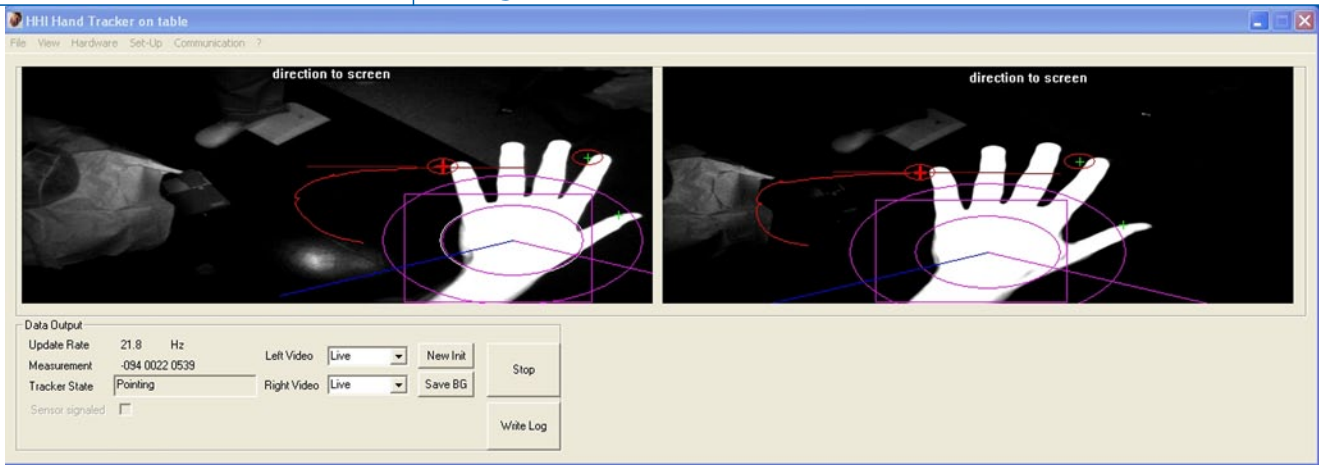 HHI Hand Tracker on table
File View Hardware Set-Up Communication ?
direction to screen
direction to screen
Data Output
Update Rate 21.8 Hz
Measurement -094 0022 0539
Tracker State Pointing
Sensor signaled
Left Video Live New Init
Right Video Live Save BG
Stop
Write Log